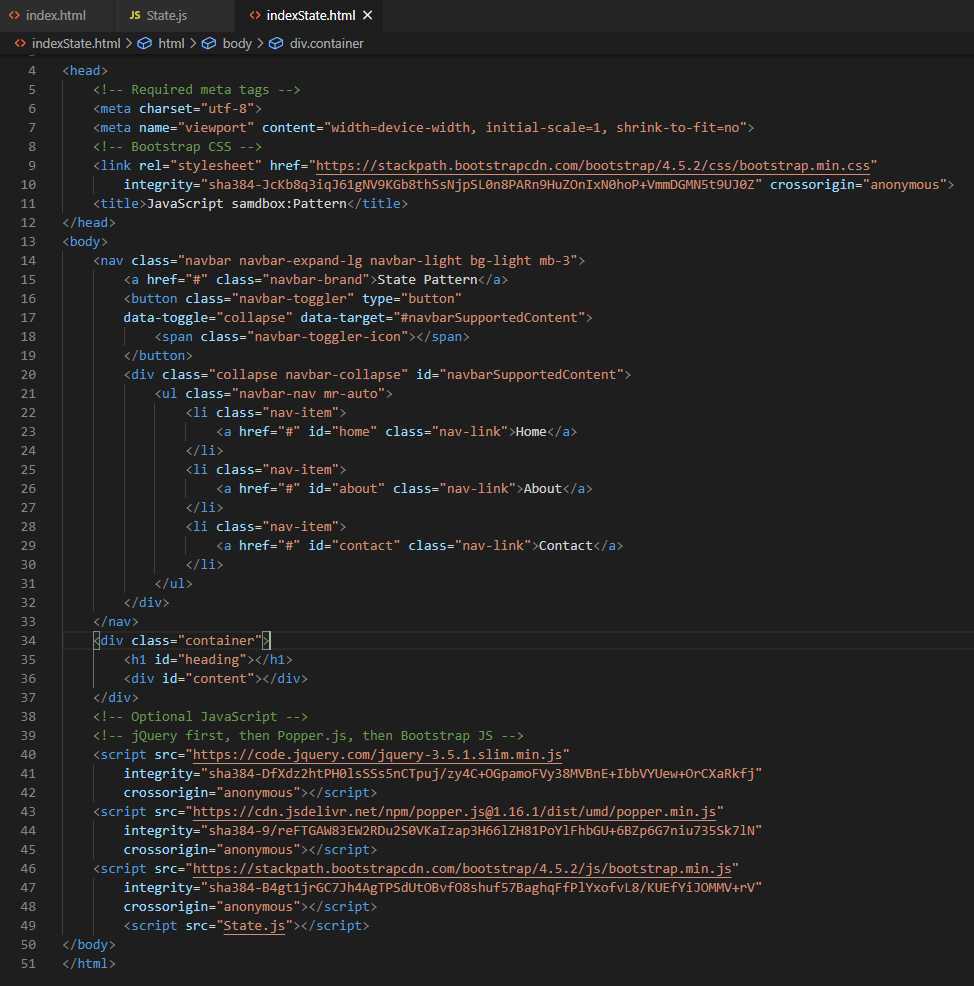 index.html JS State.js indexState.html
indexState.html > html > body > div.container
4 <head>
5 <!-- Required meta tags -->
6 <meta charset="utf-8">
7 <meta name="viewport" content="width=device-width, initial-scale=1, shrink-to-fit=no">
8 <!-- Bootstrap CSS -->
9 <link rel="stylesheet" href="https://stackpath.bootstrapcdn.com/bootstrap/4.5.2/css/bootstrap.min.css"
10 integrity="sha384-JcKb8q3iqJ61gNV9KGb8thSsNjpSL0n8PARn9HuZOnIxN0hoP+VmmDGMN5t9UJ0Z" crossorigin="anonymous">
11 <title>JavaScript samdbox:Pattern</title>
12 </head>
13 <body>
14 <nav class="navbar navbar-expand-lg navbar-light bg-light mb-3">
15 <a href="#" class="navbar-brand">State Pattern</a>
16 <button class="navbar-toggler" type="button"
17 data-toggle="collapse" data-target="#navbarSupportedContent">
18 <span class="navbar-toggler-icon"></span>
19 </button>
20 <div class="collapse navbar-collapse" id="navbarSupportedContent">
21 <ul class="navbar-nav mr-auto">
22 <li class="nav-item">
23 <a href="#" id="home" class="nav-link">Home</a>
24 </li>
25 <li class="nav-item">
26 <a href="#" id="about" class="nav-link">About</a>
27 </li>
28 <li class="nav-item">
29 <a href="#" id="contact" class="nav-link">Contact</a>
30 </li>
31 </ul>
32 </div>
33 </nav>
34 <div class="container">
35 <h1 id="heading"></h1>
36 <div id="content"></div>
37 </div>
38 <!-- Optional JavaScript -->
39 <!-- jQuery first, then Popper.js, then Bootstrap JS -->
40 <script src="https://code.jquery.com/jquery-3.5.1.slim.min.js"
41 integrity="sha384-DfXdz2htPH0lsSSs5nCTpuj/zy4C+OGpamoFVy38MVBnE+IbbVYUew+OrCXaRkfj"
42 crossorigin="anonymous"></script>
43 <script src="https://cdn.jsdelivr.net/npm/popper.js@1.16.1/dist/umd/popper.min.js"
44 integrity="sha384-9/reFTGAW83EW2RDu2S0VKaIzap3H66lZH81PoYlFhbGU+6BZp6G7niu735Sk7lN"
45 crossorigin="anonymous"></script>
46 <script src="https://stackpath.bootstrapcdn.com/bootstrap/4.5.2/js/bootstrap.min.js"
47 integrity="sha384-B4gt1jrGC7Jh4AgTPSdUtOBvfO8shuf57BaghqFfPlYxofvL8/KUEfYiJOMMV+rV"
48 crossorigin="anonymous"></script>
49 <script src="State.js"></script>
50 </body>
51 </html>